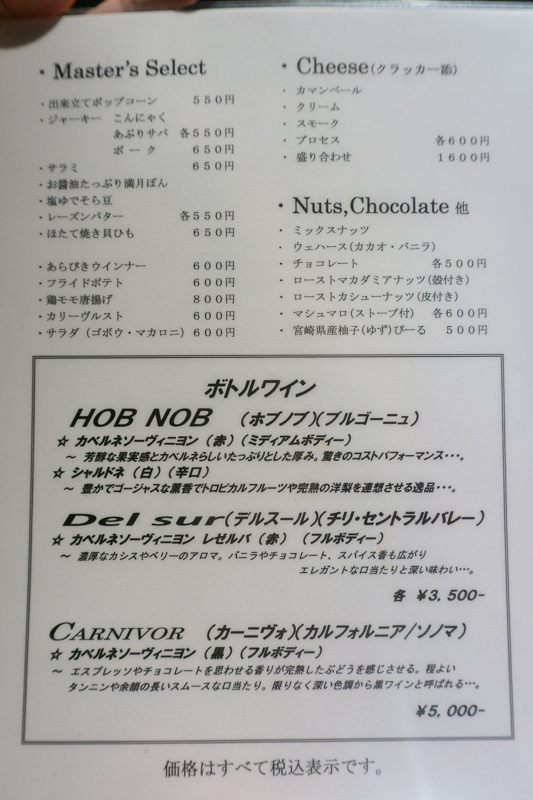 ・Master's Select
・出来立てポップコーン 550円
・ジャーキー こんにゃく
あぶりサバ 各550円
ポーク 650円
・サラミ 650円
・お醤油たっぷり満月ぽん
・塩ゆでそら豆
・レーズンバター 各550円
・ほたて焼き貝ひも 650円
・あらびきウインナー 600円
・フライドポテト 600円
・鶏モモ唐揚げ 800円
・カリーヴルスト 600円
・サラダ（ゴボウ・マカロニ）600円
・Cheese(クラッカー添)
・カマンベール
・クリーム
・スモーク
・プロセス 各600円
・盛り合わせ 1600円
・Nuts,Chocolate 他
・ミックスナッツ
・ウェハース(カカオ・バニラ)
・チョコレート 各500円
・ローストマカダミアナッツ(殻付き)
・ローストカシューナッツ(皮付き)
・マシュマロ(ストーブ付) 各600円
・宮崎県産柚子(ゆず)ぴーる 500円
ボトルワイン
HOB NOB （ホブノブ）（ブルゴーニュ）
☆ カベルネソーヴィニヨン（赤）（ミディアムボディー）
～ 芳醇な果実感とカベルネらしいたっぷりとした厚み。驚きのコストパフォーマンス・・・。
☆ シャルドネ（白）（辛口）
～ 豊かでゴージャスな薫香でトロピカルフルーツや完熟の洋梨を連想させる逸品・・・。
Del sur（デルスール）（チリ・セントラルバレー）
☆ カベルネソーヴィニヨン レゼルバ（赤）（フルボディー）
～ 濃厚なカシスやベリーのアロマ。バニラやチョコレート、スパイス香も広がり
エレガントな口当たりと深い味わい…。
各 ￥3,500-
CARNIVOR （カーニヴォ）（カルフォルニア/ソノマ）
☆ カベルネソーヴィニヨン（黒）（フルボディー）
～ エスプレッソやチョコレートを思わせる香りが完熟したぶどうを感じさせる。程よい
タンニンや余韻の長いスムースな口当たり。限りなく深い色調から黒ワインと呼ばれる…。
￥5,000-
価格はすべて税込表示です。